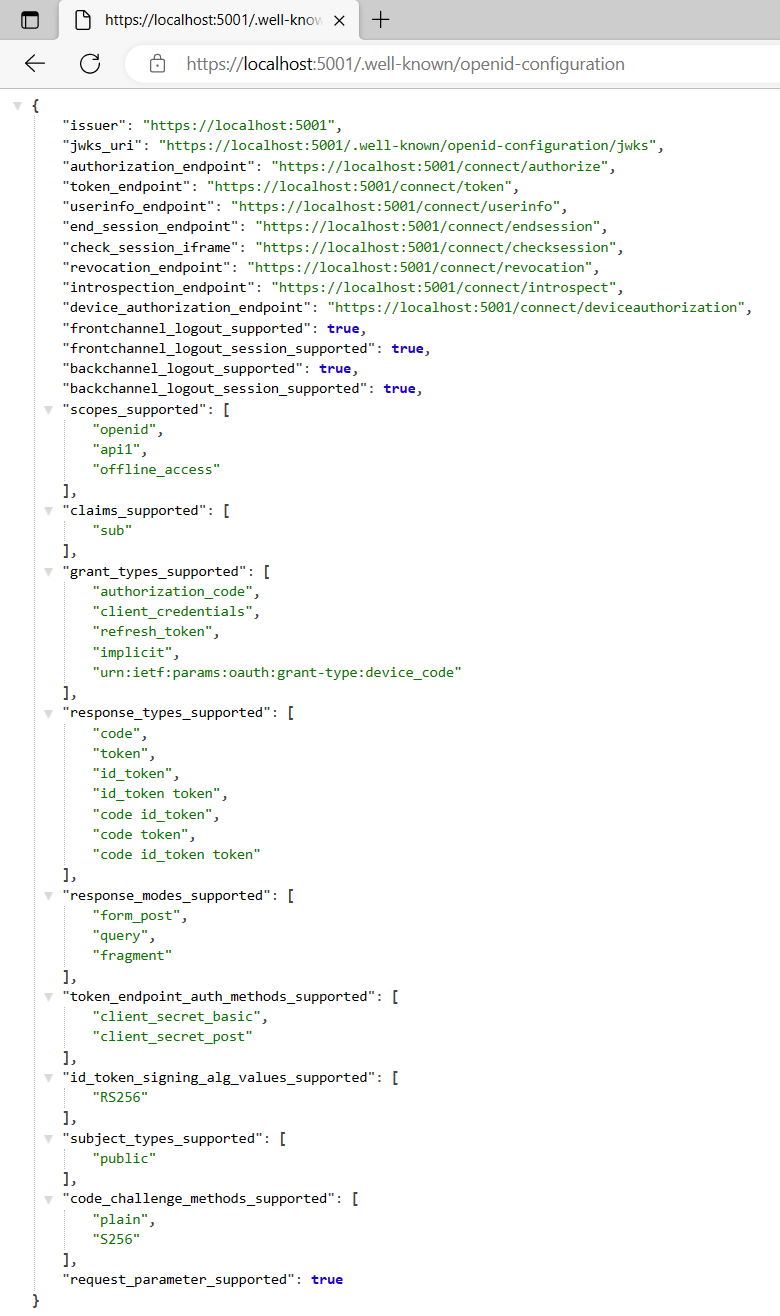 https://localhost:5001/.well-know
https://localhost:5001/.well-known/openid-configuration
{
"issuer": "https://localhost:5001",
"jwks_uri": "https://localhost:5001/.well-known/openid-configuration/jwks",
"authorization_endpoint": "https://localhost:5001/connect/authorize",
"token_endpoint": "https://localhost:5001/connect/token",
"userinfo_endpoint": "https://localhost:5001/connect/userinfo",
"end_session_endpoint": "https://localhost:5001/connect/endsession",
"check_session_iframe": "https://localhost:5001/connect/checksession",
"revocation_endpoint": "https://localhost:5001/connect/revocation",
"introspection_endpoint": "https://localhost:5001/connect/introspect",
"device_authorization_endpoint": "https://localhost:5001/connect/deviceauthorization",
"frontchannel_logout_supported": true,
"frontchannel_logout_session_supported": true,
"backchannel_logout_supported": true,
"backchannel_logout_session_supported": true,
"scopes_supported": [
"openid",
"api1",
"offline_access"
],
"claims_supported": [
"sub"
],
"grant_types_supported": [
"authorization_code",
"client_credentials",
"refresh_token",
"implicit",
"urn:ietf:params:oauth:grant-type:device_code"
],
"response_types_supported": [
"code",
"token",
"id_token",
"id_token token",
"code id_token",
"code token",
"code id_token token"
],
"response_modes_supported": [
"form_post",
"query",
"fragment"
],
"token_endpoint_auth_methods_supported": [
"client_secret_basic",
"client_secret_post"
],
"id_token_signing_alg_values_supported": [
"RS256"
],
"subject_types_supported": [
"public"
],
"code_challenge_methods_supported": [
"plain",
"S256"
],
"request_parameter_supported": true
}